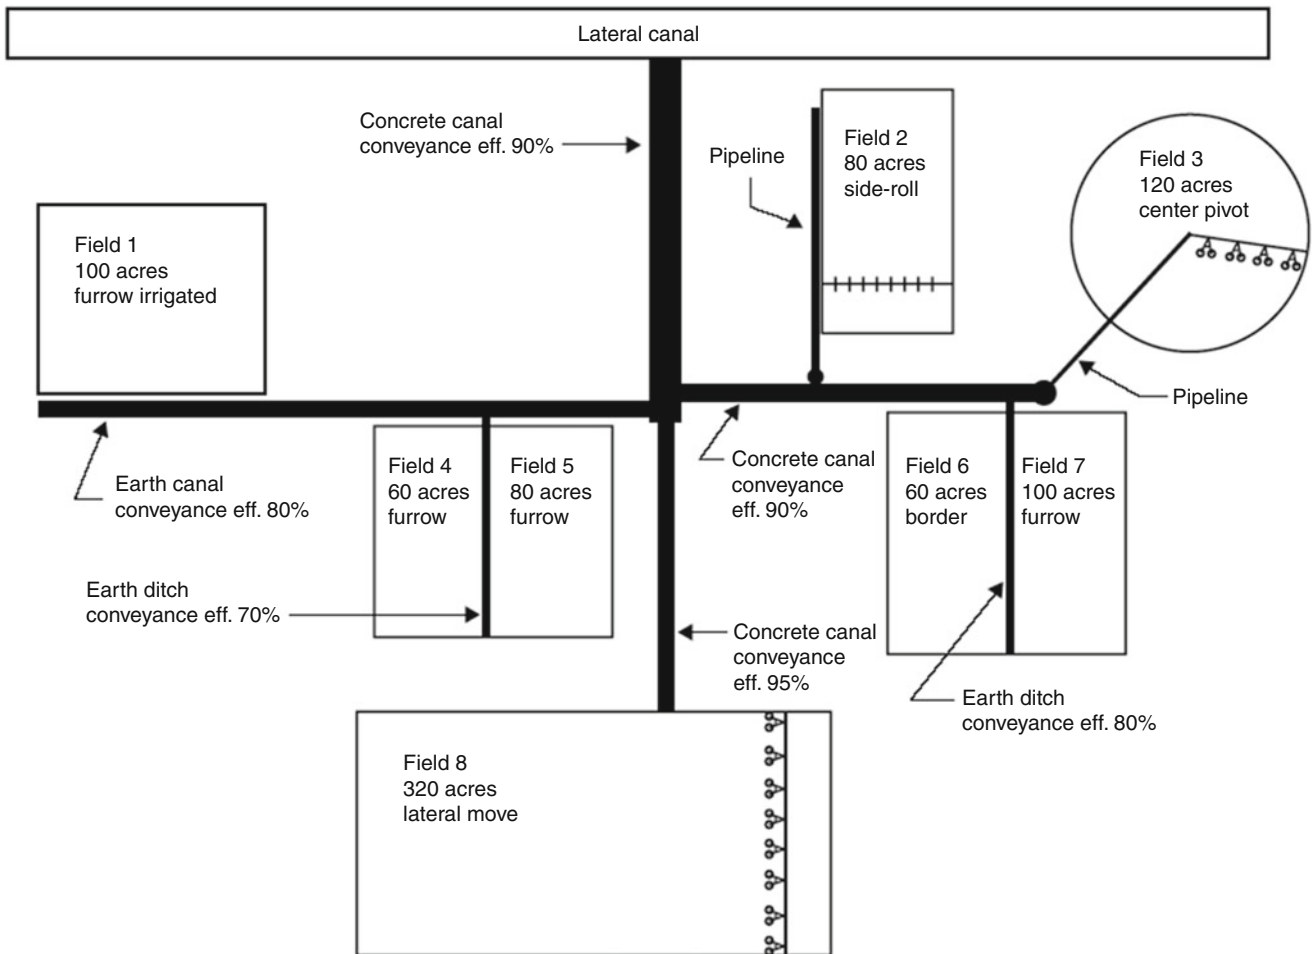 Lateral canal
Concrete canal
conveyance eff. 90%
Pipeline
Field 2
80 acres
side-roll
Field 3
120 acres
center pivot
Field 1
100 acres
furrow irrigated
Pipeline
Earth canal
conveyance eff. 80%
Field 4
60 acres
furrow
Field 5
80 acres
furrow
Concrete canal
conveyance
eff. 90%
Field 6
60 acres
border
Field 7
100 acres
furrow
Earth ditch
conveyance eff. 70%
Concrete canal
conveyance
eff. 95%
Earth ditch
conveyance eff. 80%
Field 8
320 acres
lateral move